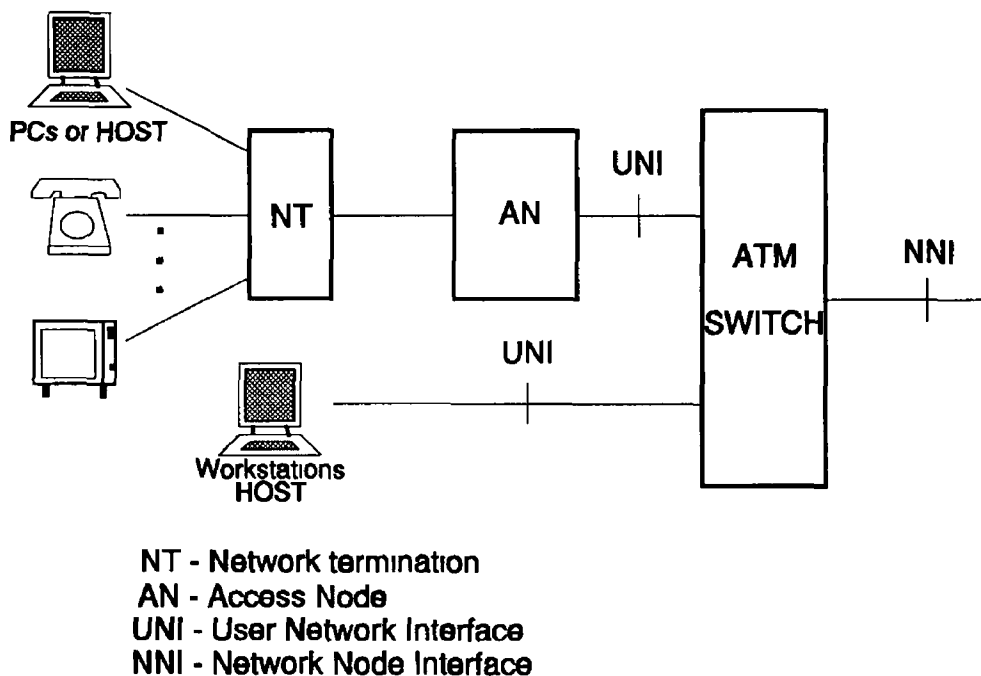 PCs or HOST
NT
AN
UNI
ATM
SWITCH
NNI
UNI
Workstations
HOST
NT - Network termination
AN - Access Node
UNI - User Network Interface
NNI - Network Node Interface